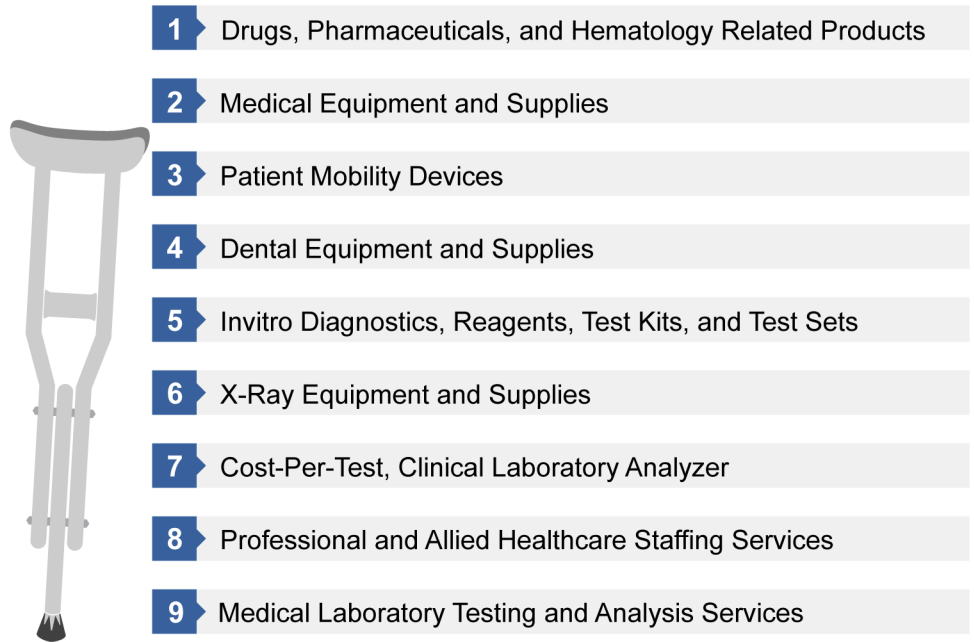 1 Drugs, Pharmaceuticals, and Hematology Related Products
2 Medical Equipment and Supplies
3 Patient Mobility Devices
4 Dental Equipment and Supplies
5 Invitro Diagnostics, Reagents, Test Kits, and Test Sets
6 X-Ray Equipment and Supplies
7 Cost-Per-Test, Clinical Laboratory Analyzer
8 Professional and Allied Healthcare Staffing Services
9 Medical Laboratory Testing and Analysis Services